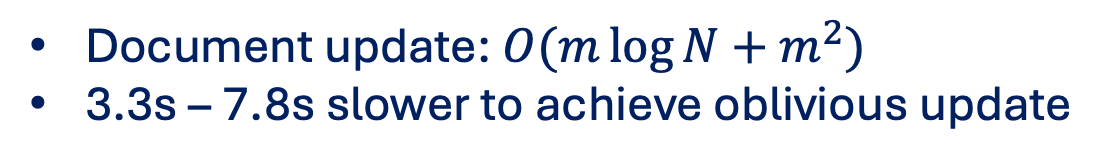 • Document update: O(m log N + m²)
• 3.3s – 7.8s slower to achieve oblivious update